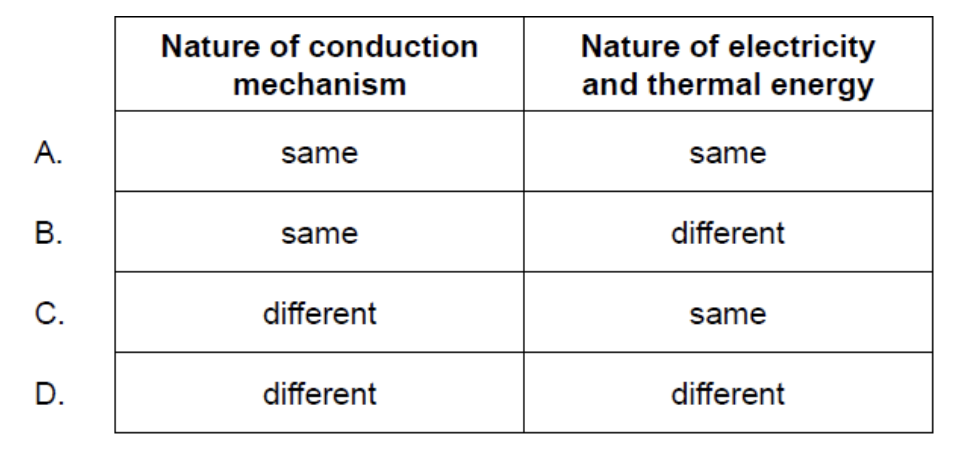 Nature of conduction
mechanism
Nature of electricity
and thermal energy
A. same same
B. same different
C. different same
D. different different